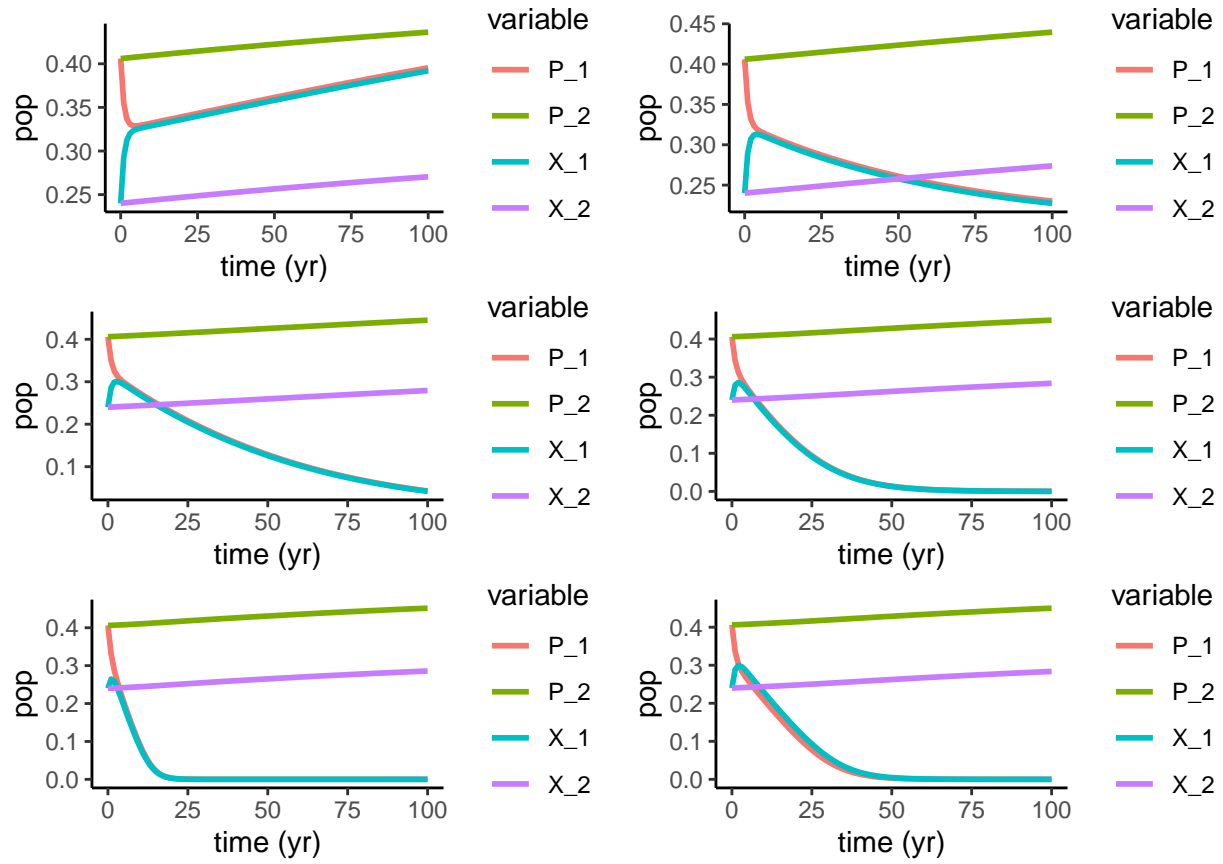 variable
0.40
0.35
0.30
0.25
pop
P_1
P_2
X_1
X_2
0 25 50 75 100
time (yr)
variable
0.45
0.40
0.35
0.30
0.25
pop
P_1
P_2
X_1
X_2
0 25 50 75 100
time (yr)
variable
0.4
0.3
0.2
0.1
pop
P_1
P_2
X_1
X_2
0 25 50 75 100
time (yr)
variable
0.4
0.3
0.2
0.1
0.0
pop
P_1
P_2
X_1
X_2
0 25 50 75 100
time (yr)
variable
0.4
0.3
0.2
0.1
0.0
pop
P_1
P_2
X_1
X_2
0 25 50 75 100
time (yr)
variable
0.4
0.3
0.2
0.1
0.0
pop
P_1
P_2
X_1
X_2
0 25 50 75 100
time (yr)